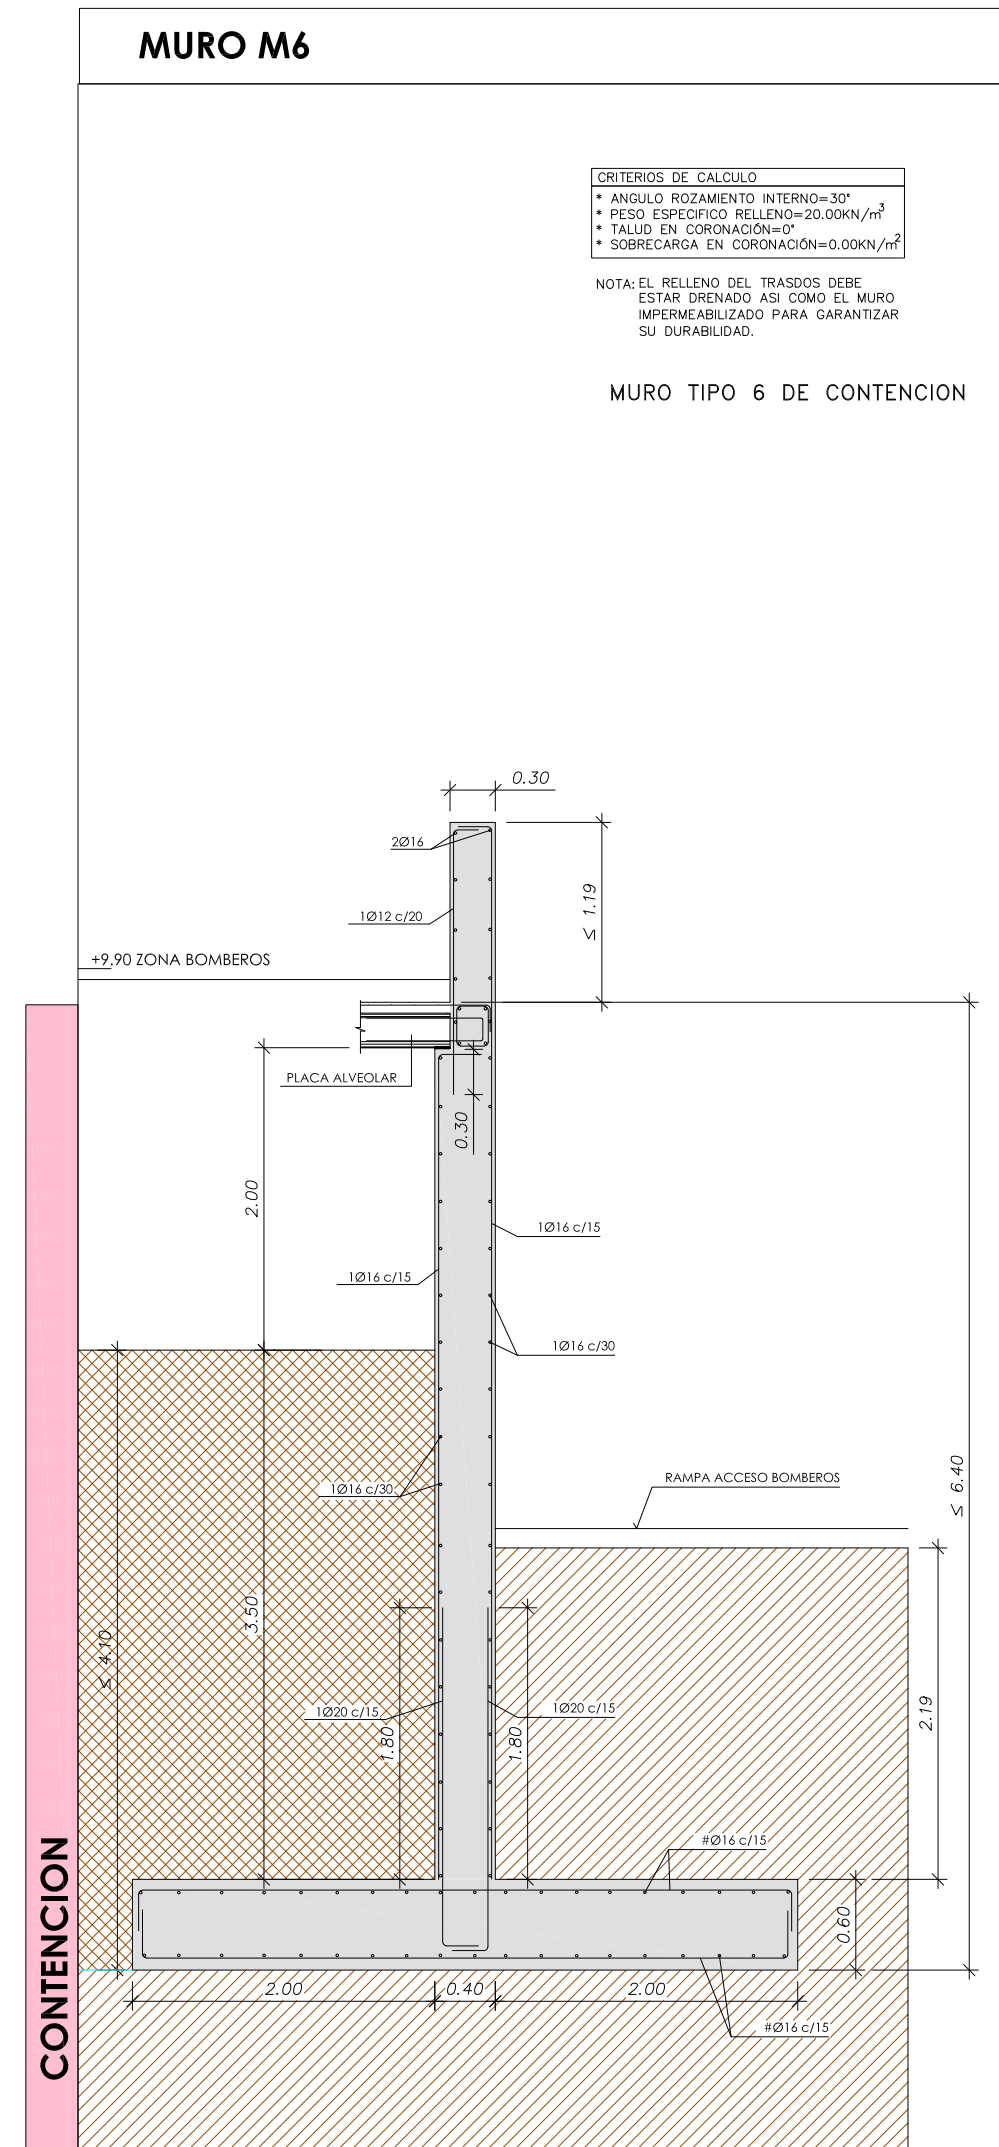 MURO M6
CRITERIOS DE CALCULO
* ANGULO ROZAMIENTO INTERNO=30°
* PESO ESPECIFICO RELLENO=20.00KN/m³
* TALUD EN CORONACIÓN=0°
* SOBRECARGA EN CORONACIÓN=0.00KN/m²
NOTA: EL RELLENO DEL TRASDOS DEBE
ESTAR DRENADO ASI COMO EL MURO
IMPERMEABILIZADO PARA GARANTIZAR
SU DURABILIDAD.
MURO TIPO 6 DE CONTENCION
0.30
2Ø16
≤ 1.19
1Ø12 c/20
+9.90 ZONA BOMBEROS
PLACA ALVEOLAR
0.30
2.00
1Ø16 c/15
1Ø16 c/15
1Ø16 c/30
RAMPA ACCESO BOMBEROS
1Ø16 c/30
≤ 6.40
3.50
≤ 4.10
1Ø20 c/15
1Ø20 c/15
1.80
1.80
2.19
#Ø16 c/15
0.60
2.00
0.40
2.00
#Ø16 c/15
CONTENCION